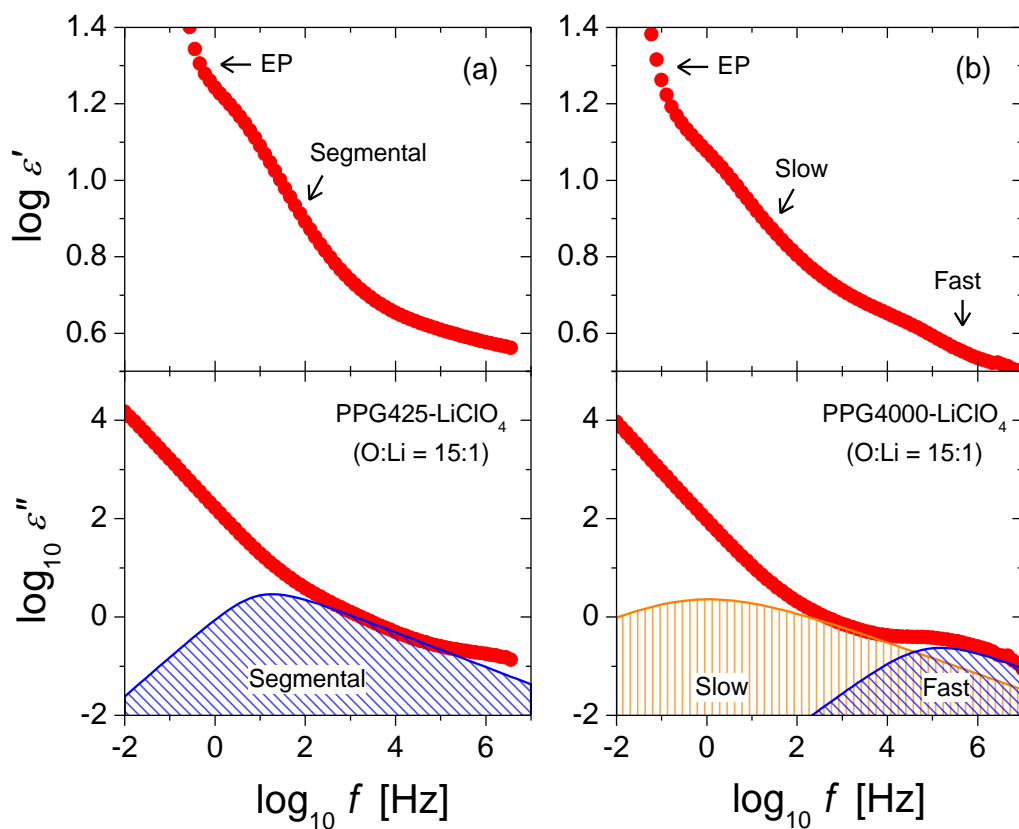 1.4
1.2
1.0
0.8
0.6
log ε'
EP
(a)
Segmental
EP
(b)
Slow
Fast
4
2
0
-2
log₁₀ ε''
PPG425-LiClO₄
(O:Li = 15:1)
Segmental
PPG4000-LiClO₄
(O:Li = 15:1)
Slow
Fast
-2 0 2 4 6
-2 0 2 4 6
log₁₀ f [Hz]
log₁₀ f [Hz]